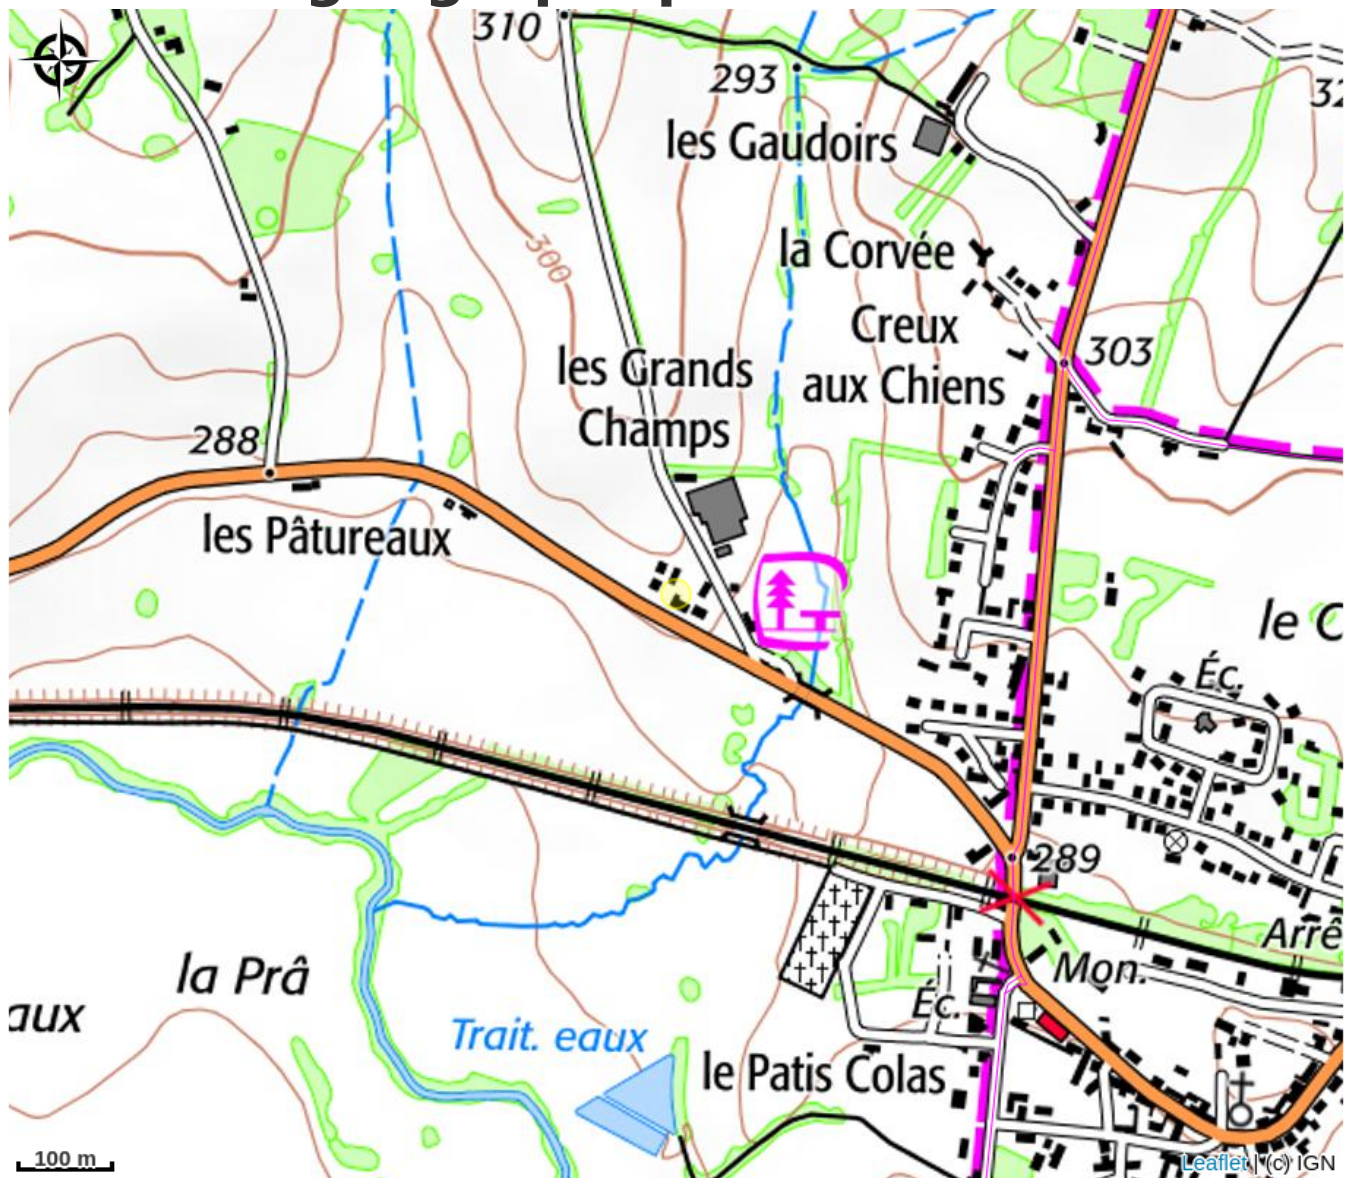 310
293
32
les Gaudoirs
la Corvée
300
Creux
aux Chiens
303
les Grands
Champs
288
les Pâtureaux
le C
Éc.
289
Arrê
la Prâ
Mon.
aux
Éc.
Trait. eaux
le Patis Colas
100 m
Leaflet | (c) IGN